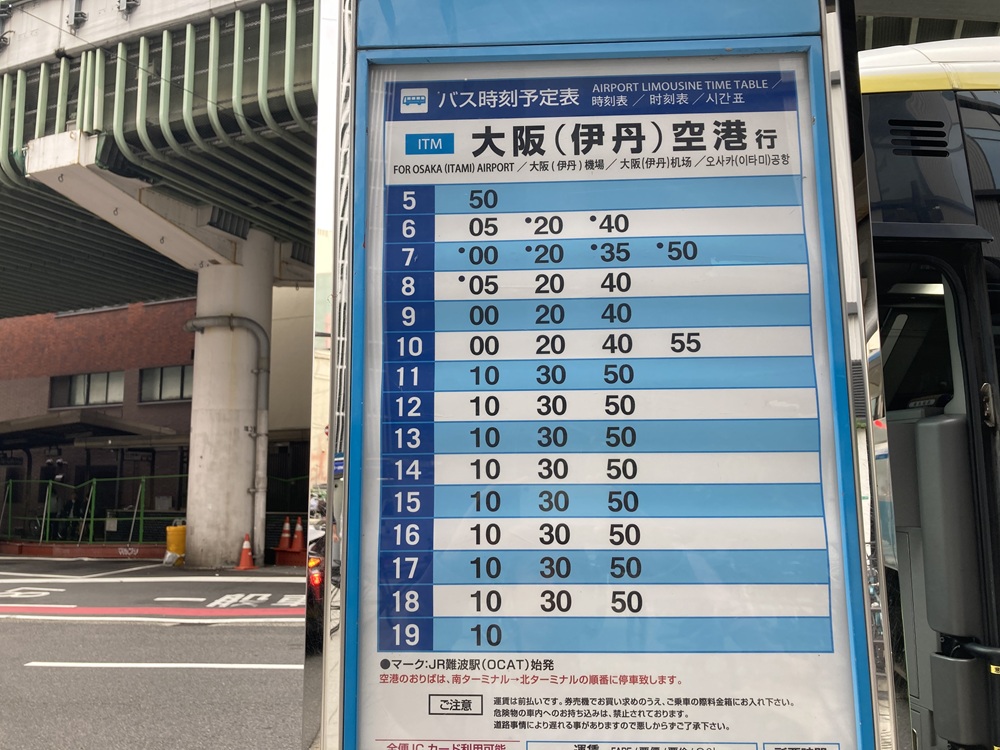 バス時刻予定表 AIRPORT LIMOUSINE TIME TABLE／
時刻表／时刻表／시간표
ITM 大阪(伊丹)空港行
FOR OSAKA (ITAMI) AIRPORT／大阪(伊丹)機場／大阪(伊丹)机场／오사카(이타미)공항
5 50
6 05 •20 •40
7 •00 •20 •35 •50
8 •05 20 40
9 00 20 40
10 00 20 40 55
11 10 30 50
12 10 30 50
13 10 30 50
14 10 30 50
15 10 30 50
16 10 30 50
17 10 30 50
18 10 30 50
19 10
●マーク:JR難波駅(OCAT)始発
空港のおりばは、南ターミナル→北ターミナルの順番に停車致します。
ご注意
運賃は前払いです。券売機でお買い求めのうえ、ご乗車の際料金箱にお入れ下さい。
危険物の車内へのお持ち込みは、禁止されております。
道路事情により遅れる事がありますので悪しからずご了承下さい。
全便ICカード利用可能 運賃